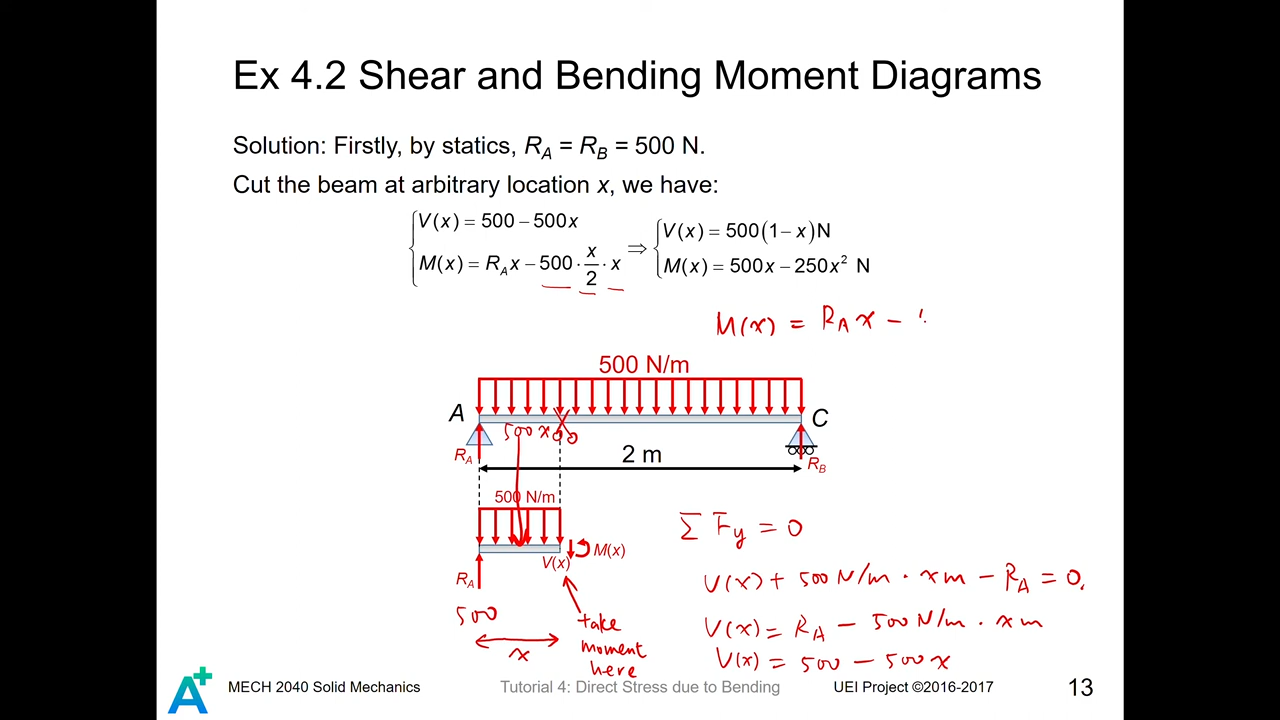 Ex 4.2 Shear and Bending Moment Diagrams
Solution: Firstly, by statics, R_A = R_B = 500 N.
Cut the beam at arbitrary location x, we have:
V(x) = 500 − 500x
M(x) = R_A x − 500 · x/2 · x
⇒
V(x) = 500(1 − x) N
M(x) = 500x − 250x² N
M(x) = R_A x −
500 N/m
A
C
500 x
R_A
2 m
R_B
500 N/m
V(x)
M(x)
R_A
500
x
take
moment
here
Σ F_y = 0
V(x) + 500 N/m · x m − R_A = 0.
V(x) = R_A − 500 N/m · x m
V(x) = 500 − 500x
A+
MECH 2040 Solid Mechanics
Tutorial 4: Direct Stress due to Bending
UEI Project ©2016-2017
13